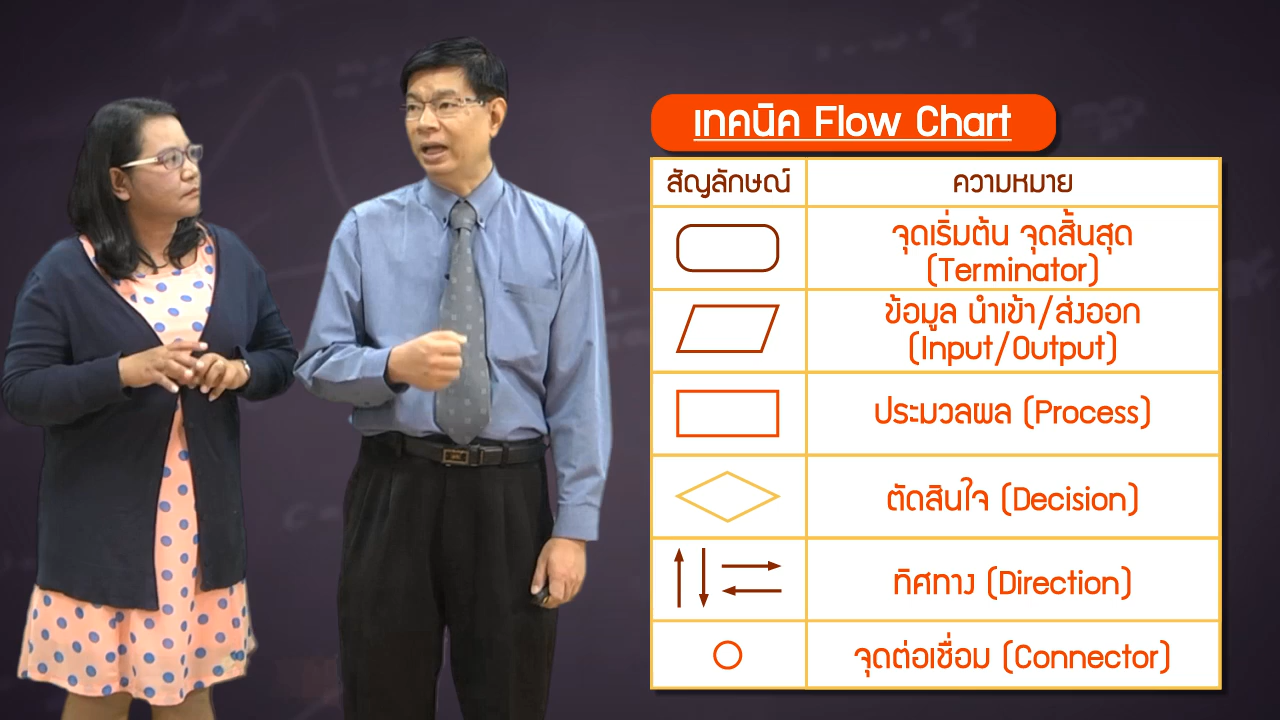 เทคนิค Flow Chart
สัญลักษณ์ ความหมาย
จุดเริ่มต้น จุดสิ้นสุด
(Terminator)
ข้อมูล นำเข้า/ส่งออก
(Input/Output)
ประมวลผล (Process)
ตัดสินใจ (Decision)
ทิศทาง (Direction)
จุดต่อเชื่อม (Connector)